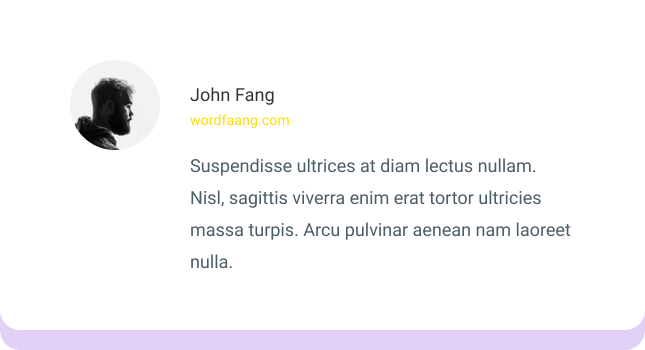 John Fang
wordfaang.com
Suspendisse ultrices at diam lectus nullam.
Nisl, sagittis viverra enim erat tortor ultricies
massa turpis. Arcu pulvinar aenean nam laoreet
nulla.